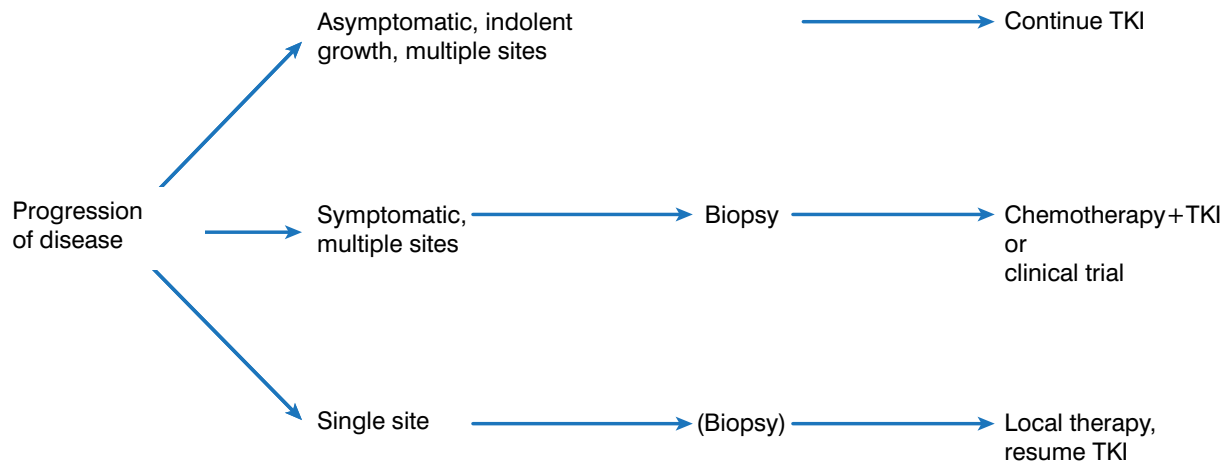 Asymptomatic, indolent
growth, multiple sites
Continue TKI
Progression
of disease
Symptomatic,
multiple sites
Biopsy
Chemotherapy+TKI
or
clinical trial
Single site
(Biopsy)
Local therapy,
resume TKI